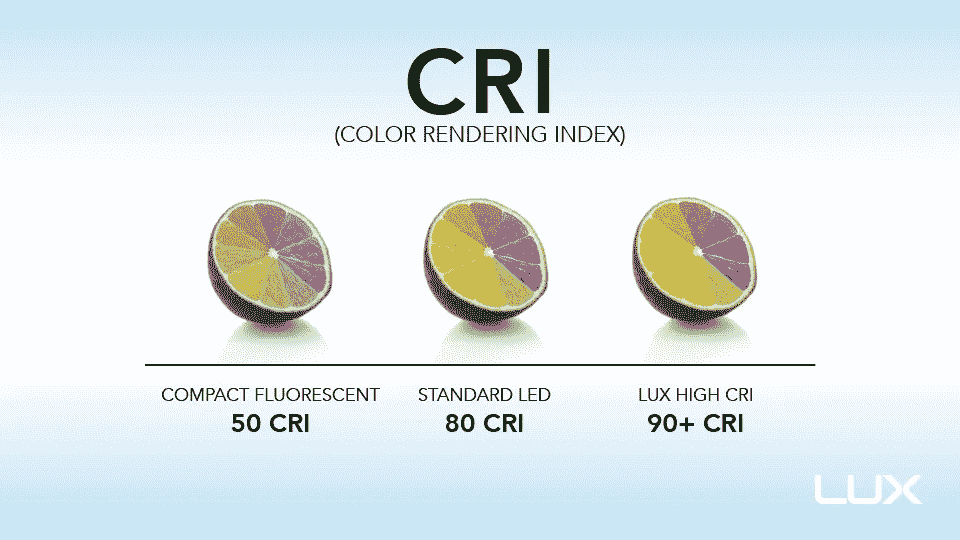 CRI
(COLOR RENDERING INDEX)
COMPACT FLUORESCENT
50 CRI
STANDARD LED
80 CRI
LUX HIGH CRI
90+ CRI
LUX